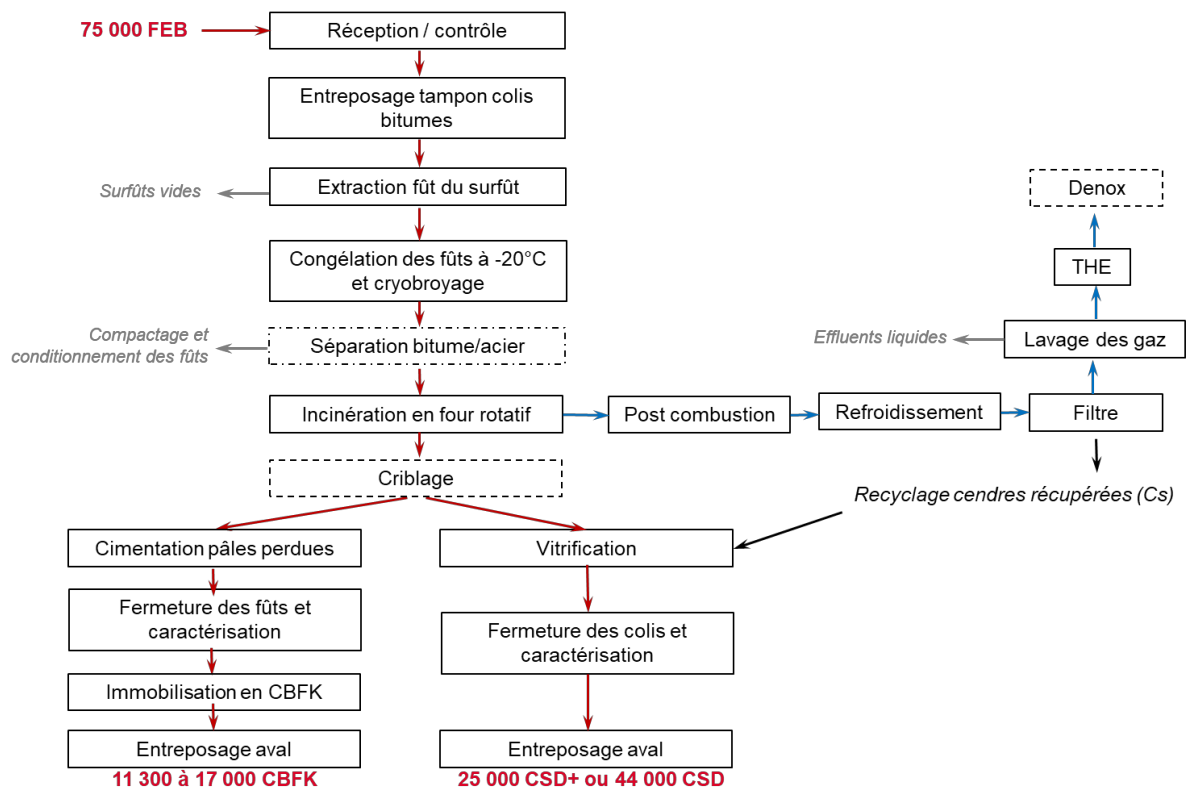 75 000 FEB
Réception / contrôle
Entreposage tampon colis
bitumes
Surfûts vides
Extraction fût du surfût
Denox
Congélation des fûts à -20°C
et cryobroyage
THE
Compactage et
conditionnement des fûts
Séparation bitume/acier
Effluents liquides
Lavage des gaz
Incinération en four rotatif
Post combustion
Refroidissement
Filtre
Criblage
Recyclage cendres récupérées (Cs)
Cimentation pâles perdues
Vitrification
Fermeture des fûts et
caractérisation
Fermeture des colis et
caractérisation
Immobilisation en CBFK
Entreposage aval
Entreposage aval
11 300 à 17 000 CBFK
25 000 CSD+ ou 44 000 CSD